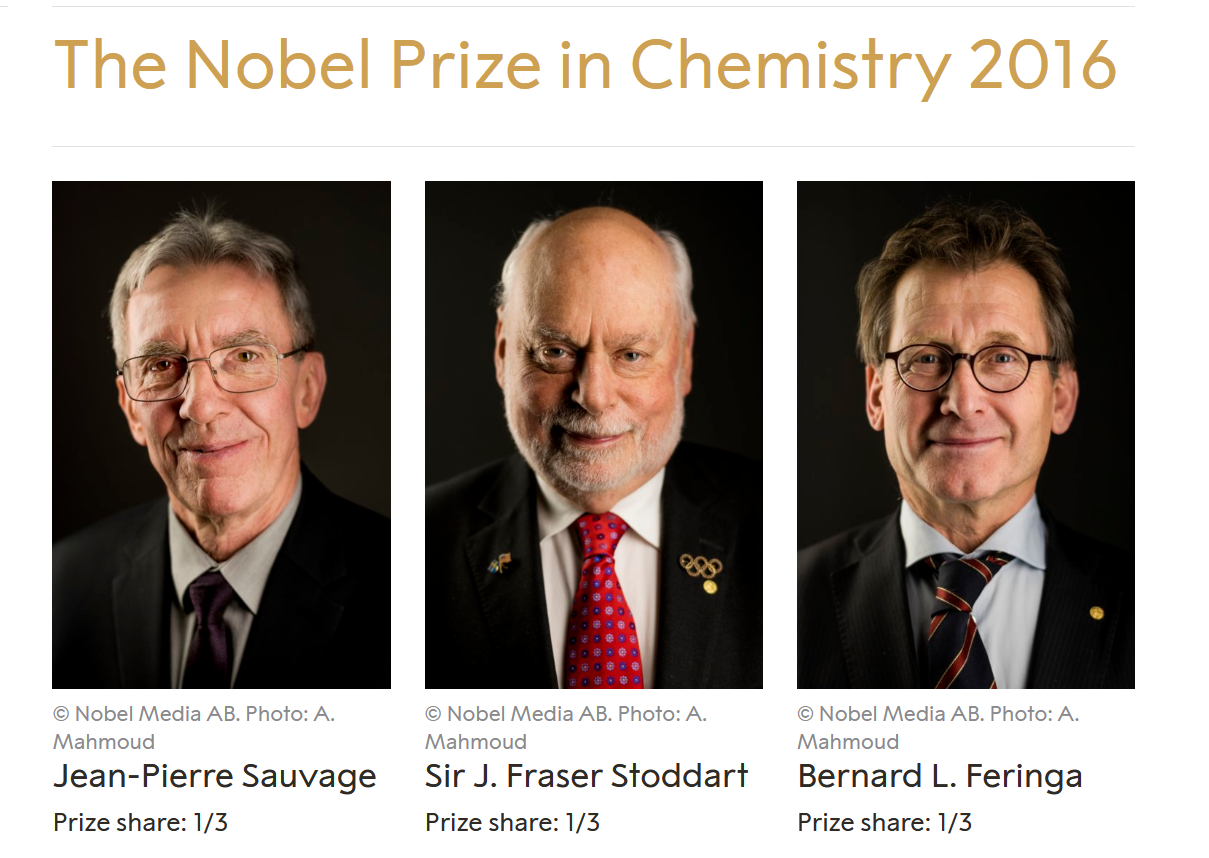 The Nobel Prize in Chemistry 2016
© Nobel Media AB. Photo: A.
Mahmoud
Jean-Pierre Sauvage
Prize share: 1/3
© Nobel Media AB. Photo: A.
Mahmoud
Sir J. Fraser Stoddart
Prize share: 1/3
© Nobel Media AB. Photo: A.
Mahmoud
Bernard L. Feringa
Prize share: 1/3